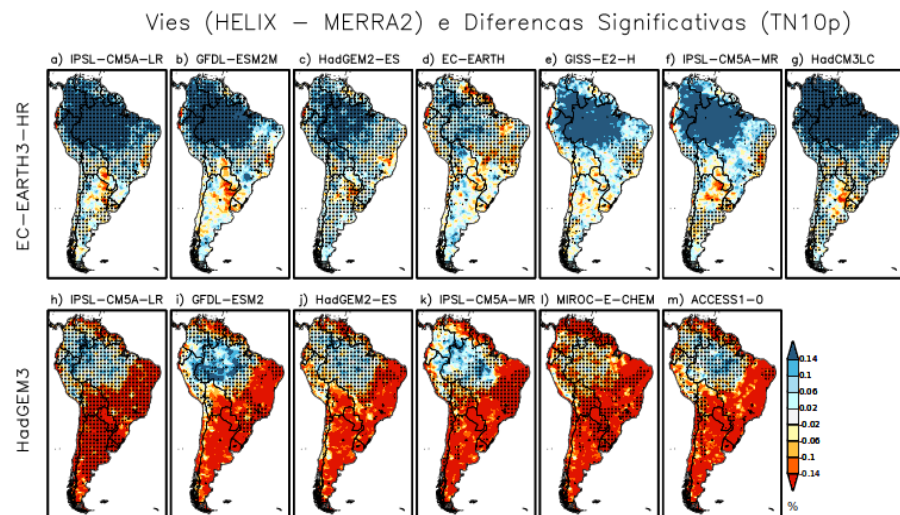 Vies (HELIX – MERRA2) e Diferencas Significativas (TN10p)
a) IPSL–CM5A–LR b) GFDL–ESM2M c) HadGEM2–ES d) EC–EARTH e) GISS–E2–H f) IPSL–CM5A–MR g) HadCM3LC
EC–EARTH3–HR
h) IPSL–CM5A–LR i) GFDL–ESM2 j) HadGEM2–ES k) IPSL–CM5A–MR l) MIROC–E–CHEM m) ACCESS1–0
HadGEM3
0.14
0.1
0.06
0.02
-0.02
-0.06
-0.1
-0.14
%